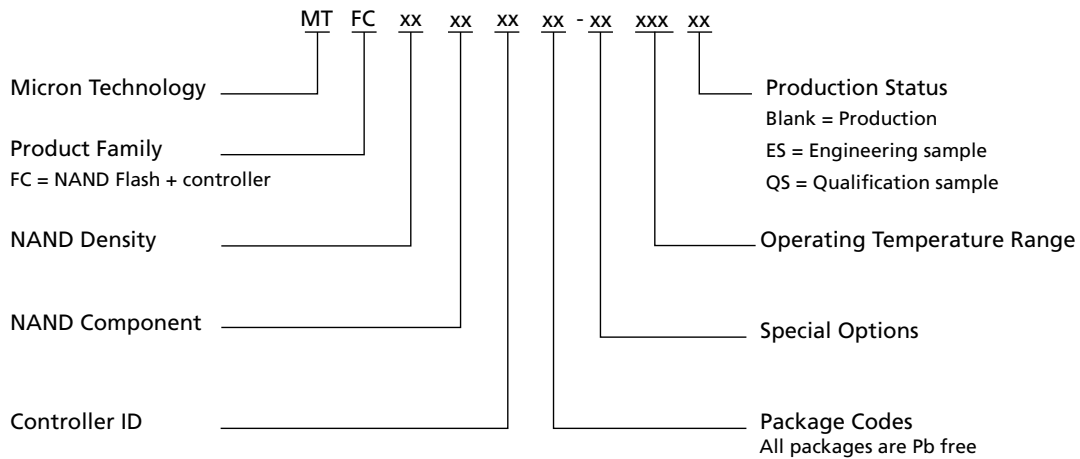 MT FC xx xx xx xx - xx xxx xx
Micron Technology
Product Family
FC = NAND Flash + controller
NAND Density
NAND Component
Controller ID
Production Status
Blank = Production
ES = Engineering sample
QS = Qualification sample
Operating Temperature Range
Special Options
Package Codes
All packages are Pb free